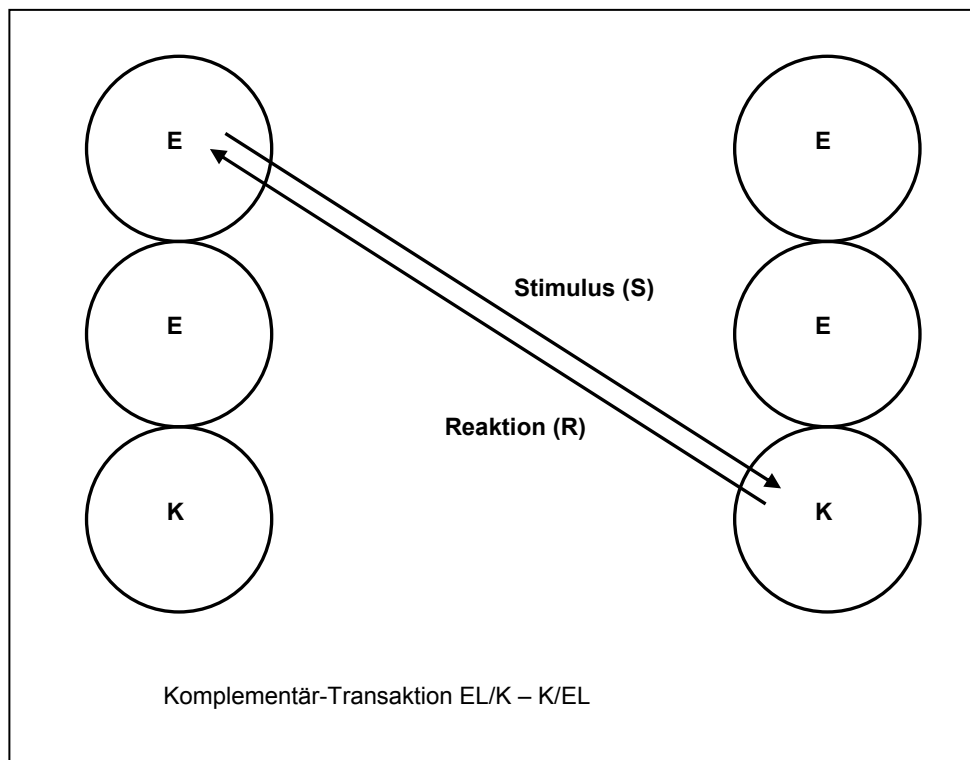 E
E
Stimulus (S)
E
E
Reaktion (R)
K
K
Komplementär-Transaktion EL/K – K/EL